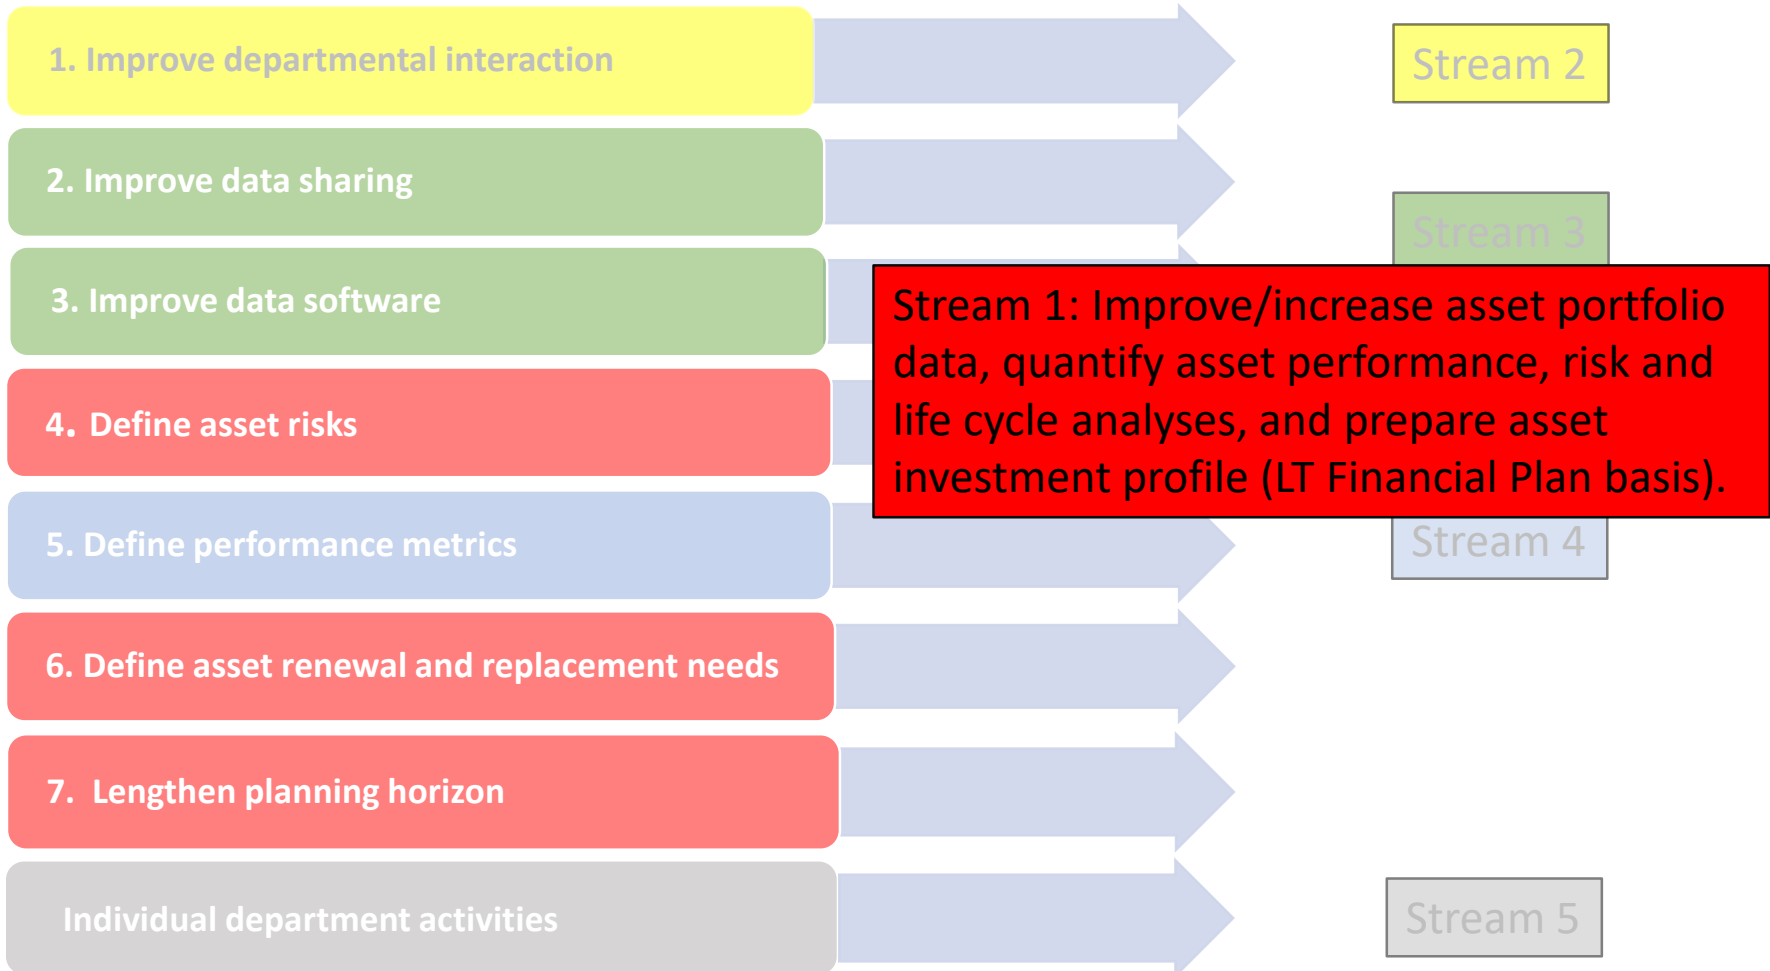 1. Improve departmental interaction
Stream 2
2. Improve data sharing
Stream 3
3. Improve data software
Stream 1: Improve/increase asset portfolio
data, quantify asset performance, risk and
life cycle analyses, and prepare asset
investment profile (LT Financial Plan basis).
4. Define asset risks
5. Define performance metrics
Stream 4
6. Define asset renewal and replacement needs
7. Lengthen planning horizon
Individual department activities
Stream 5